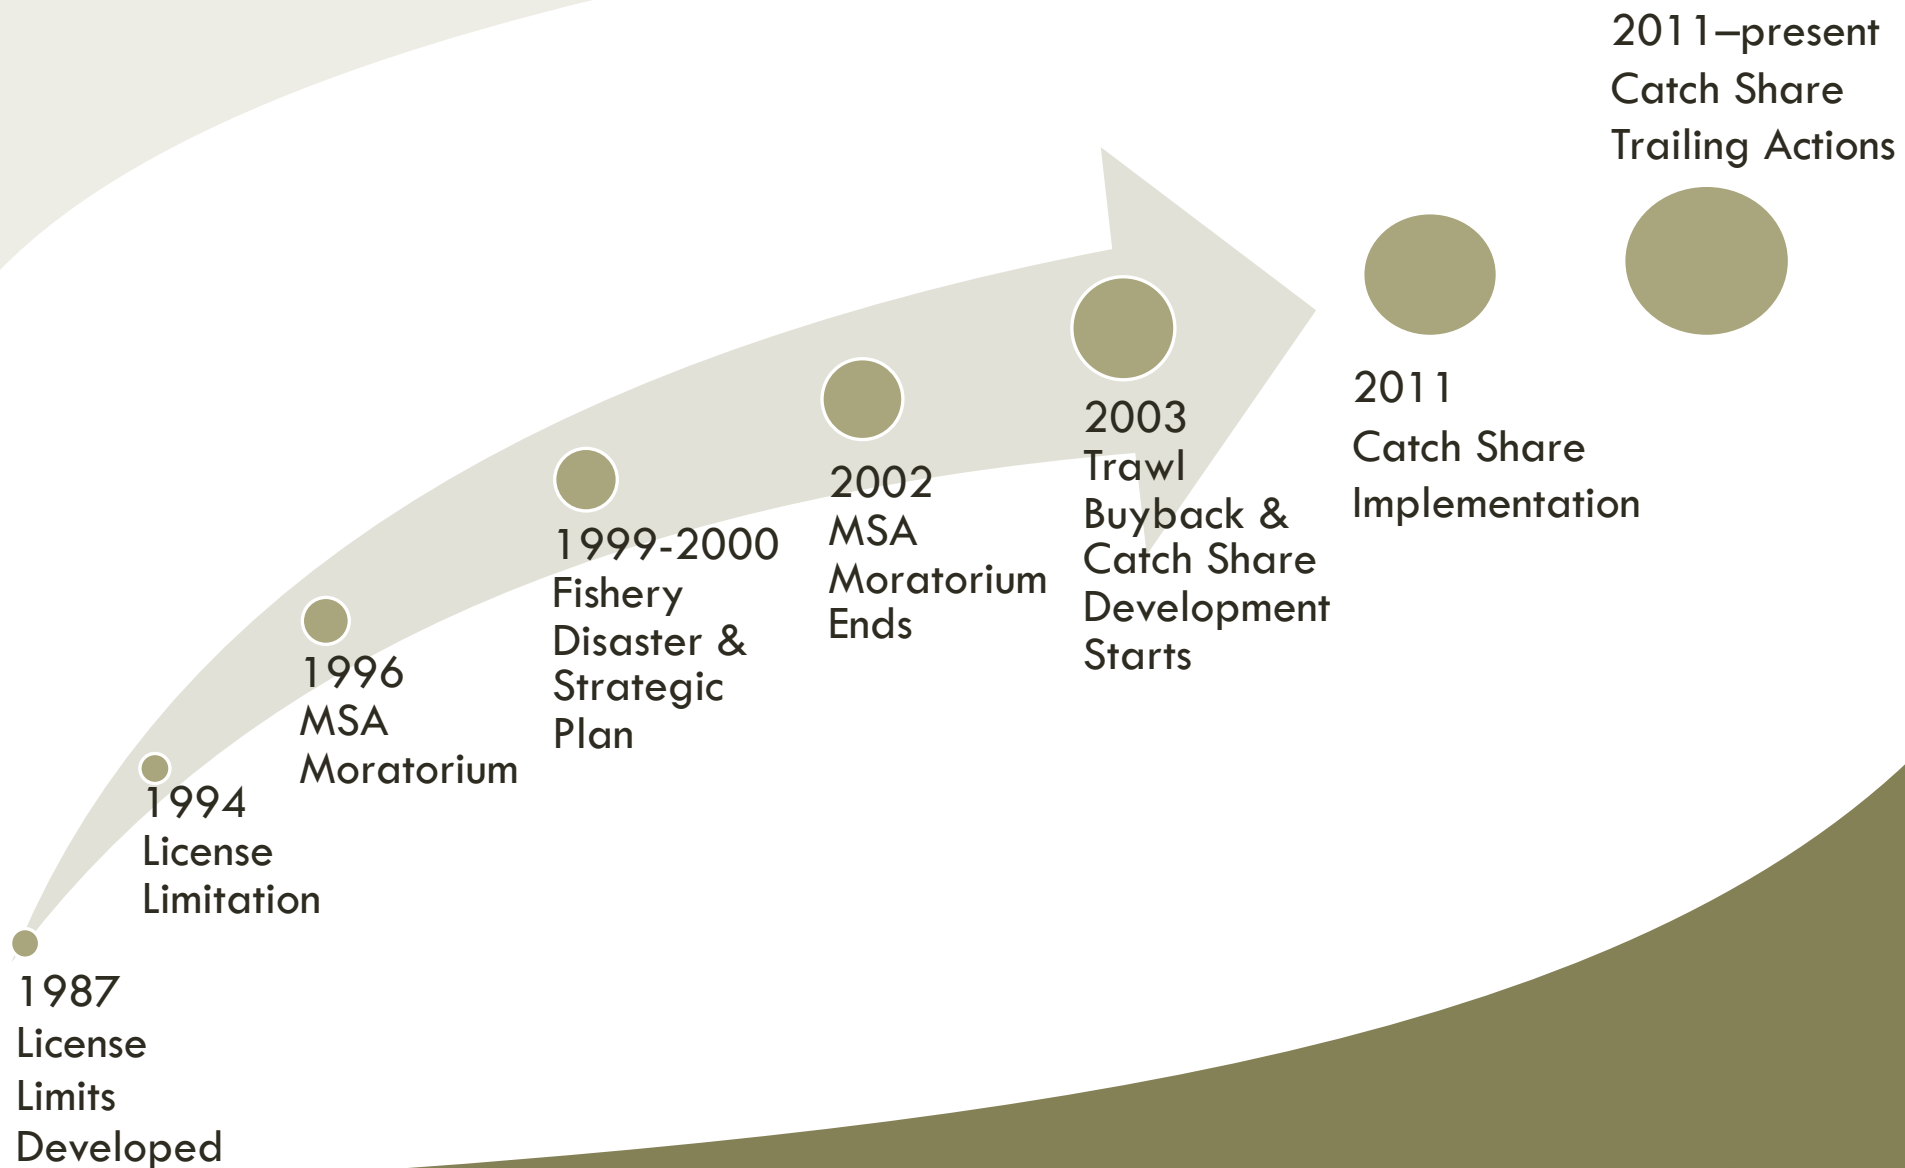 1987
License
Limits
Developed
1994
License
Limitation
1996
MSA
Moratorium
1999-2000
Fishery
Disaster &
Strategic
Plan
2002
MSA
Moratorium
Ends
2003
Trawl
Buyback &
Catch Share
Development
Starts
2011
Catch Share
Implementation
2011–present
Catch Share
Trailing Actions